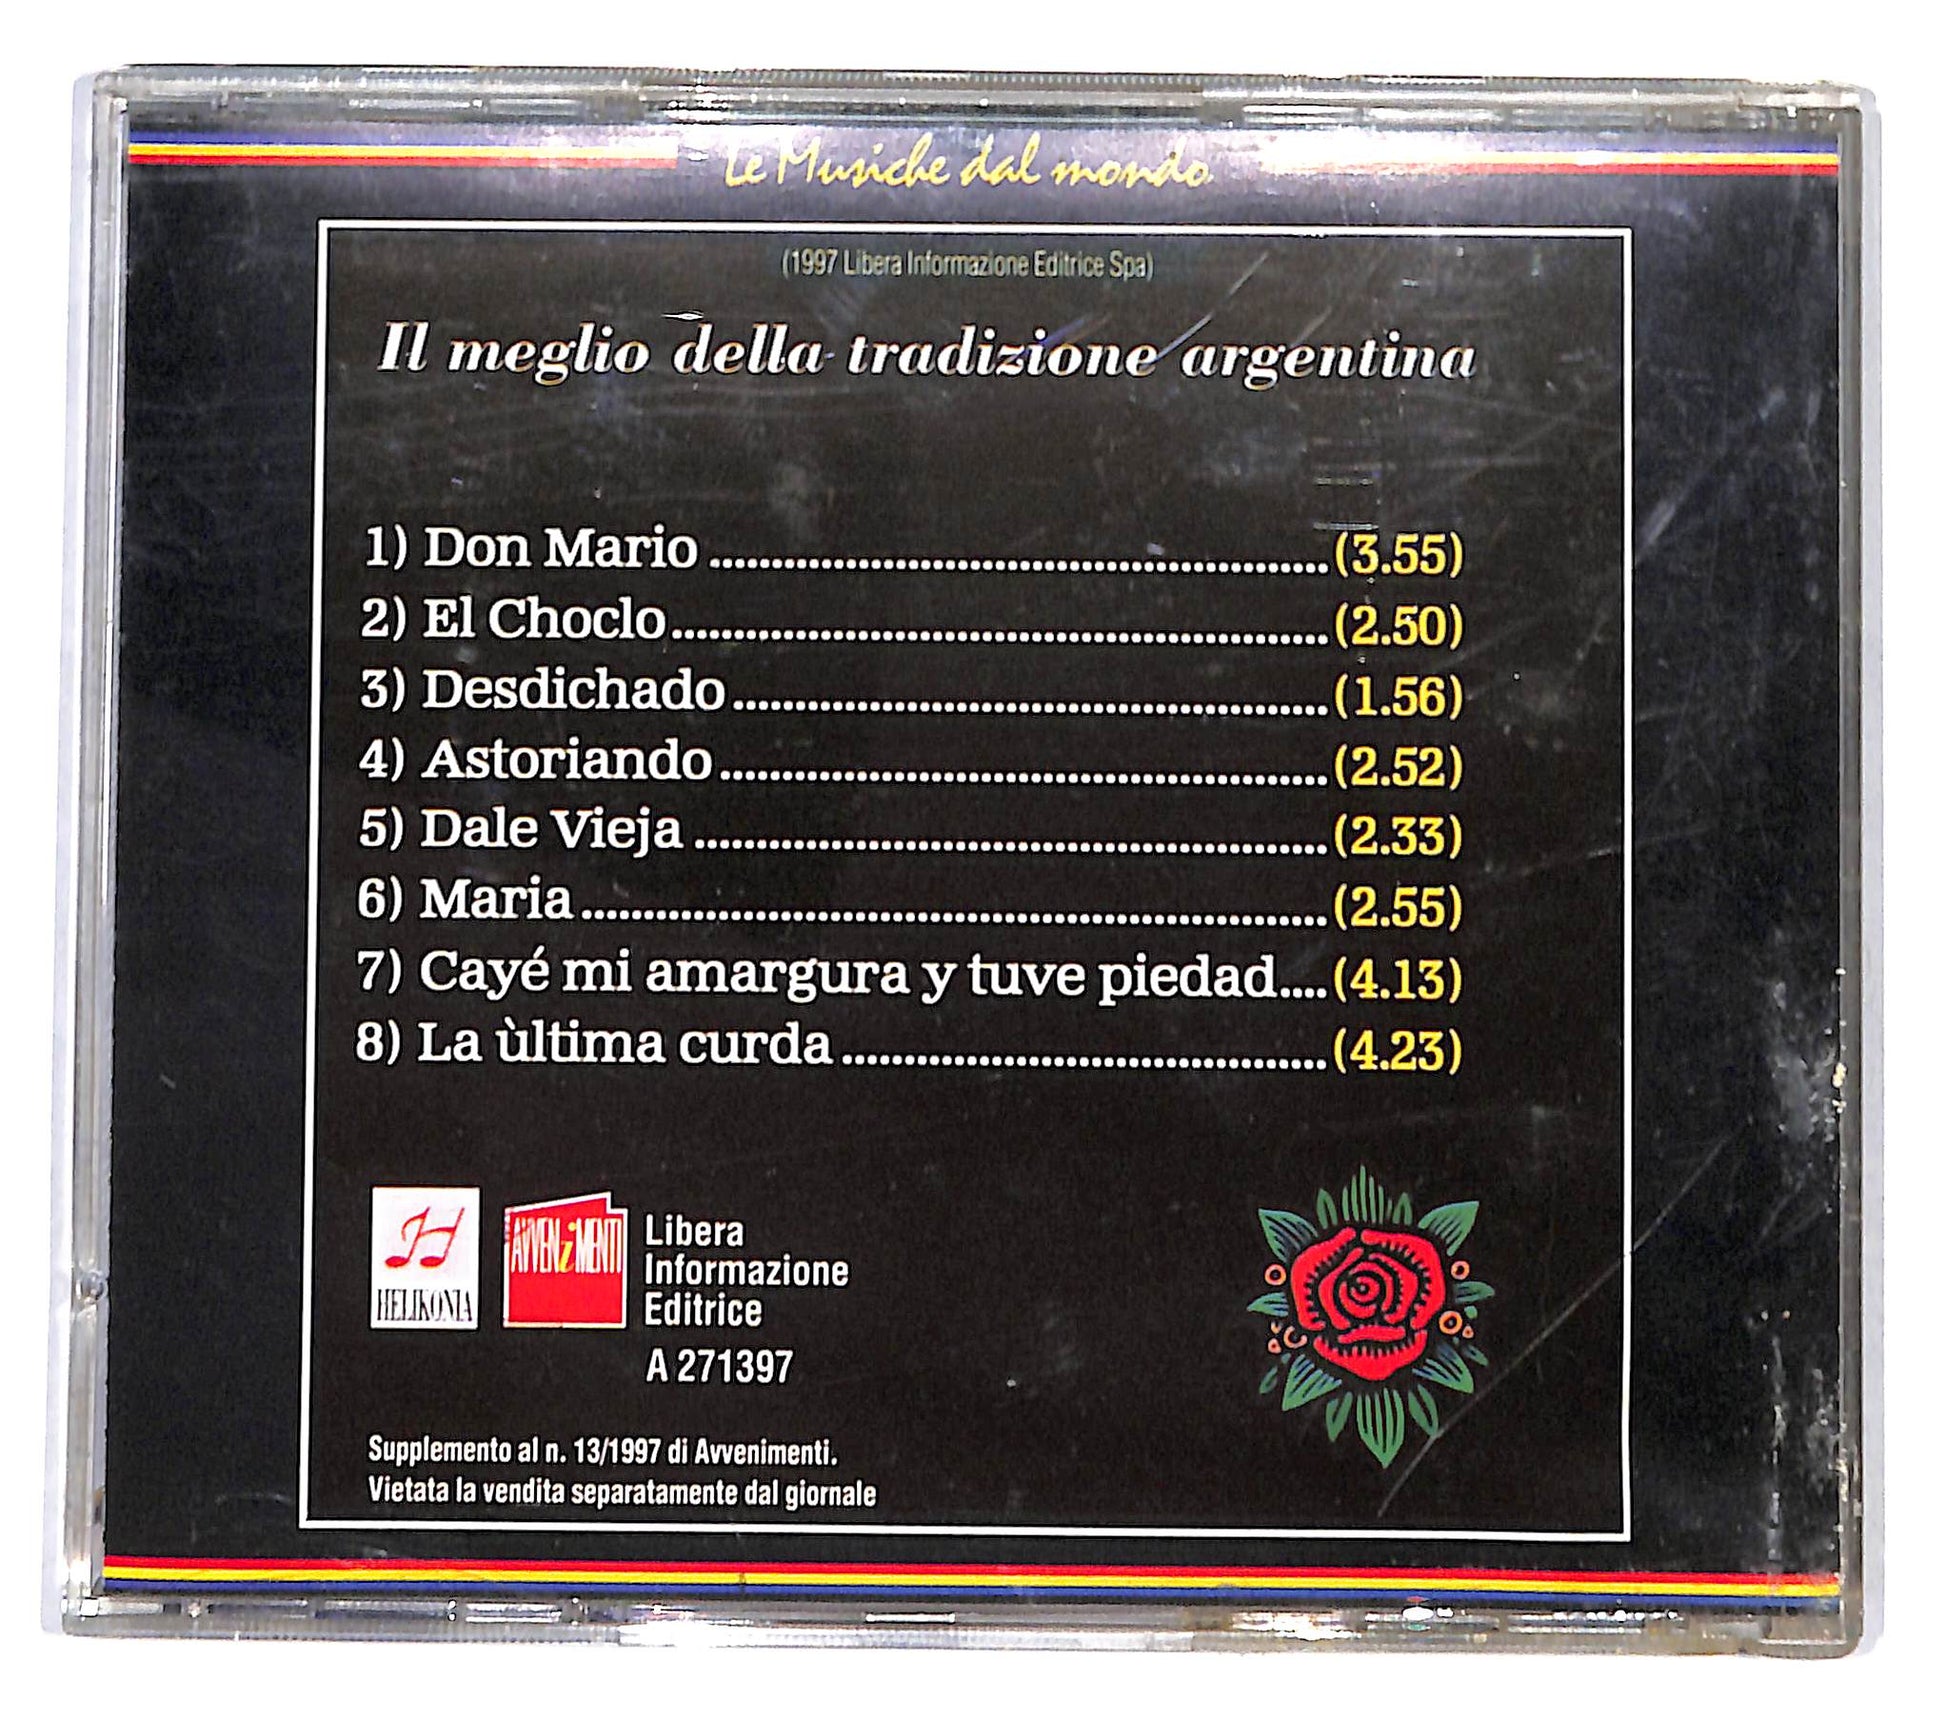 Le Musiche dal mondo
(1997 Libera Informazione Editrice Spa)
Il meglio della tradizione argentina
1) Don Mario ..................................................(3.55)
2) El Choclo.....................................................(2.50)
3) Desdichado................................................(1.56)
4) Astoriando.................................................(2.52)
5) Dale Vieja ...................................................(2.33)
6) Maria............................................................(2.55)
7) Cayé mi amargura y tuve piedad....(4.13)
8) La ùltima curda .......................................(4.23)
HELIKONIA
AVVENiMENTI
Libera
Informazione
Editrice
A 271397
Supplemento al n. 13/1997 di Avvenimenti.
Vietata la vendita separatamente dal giornale